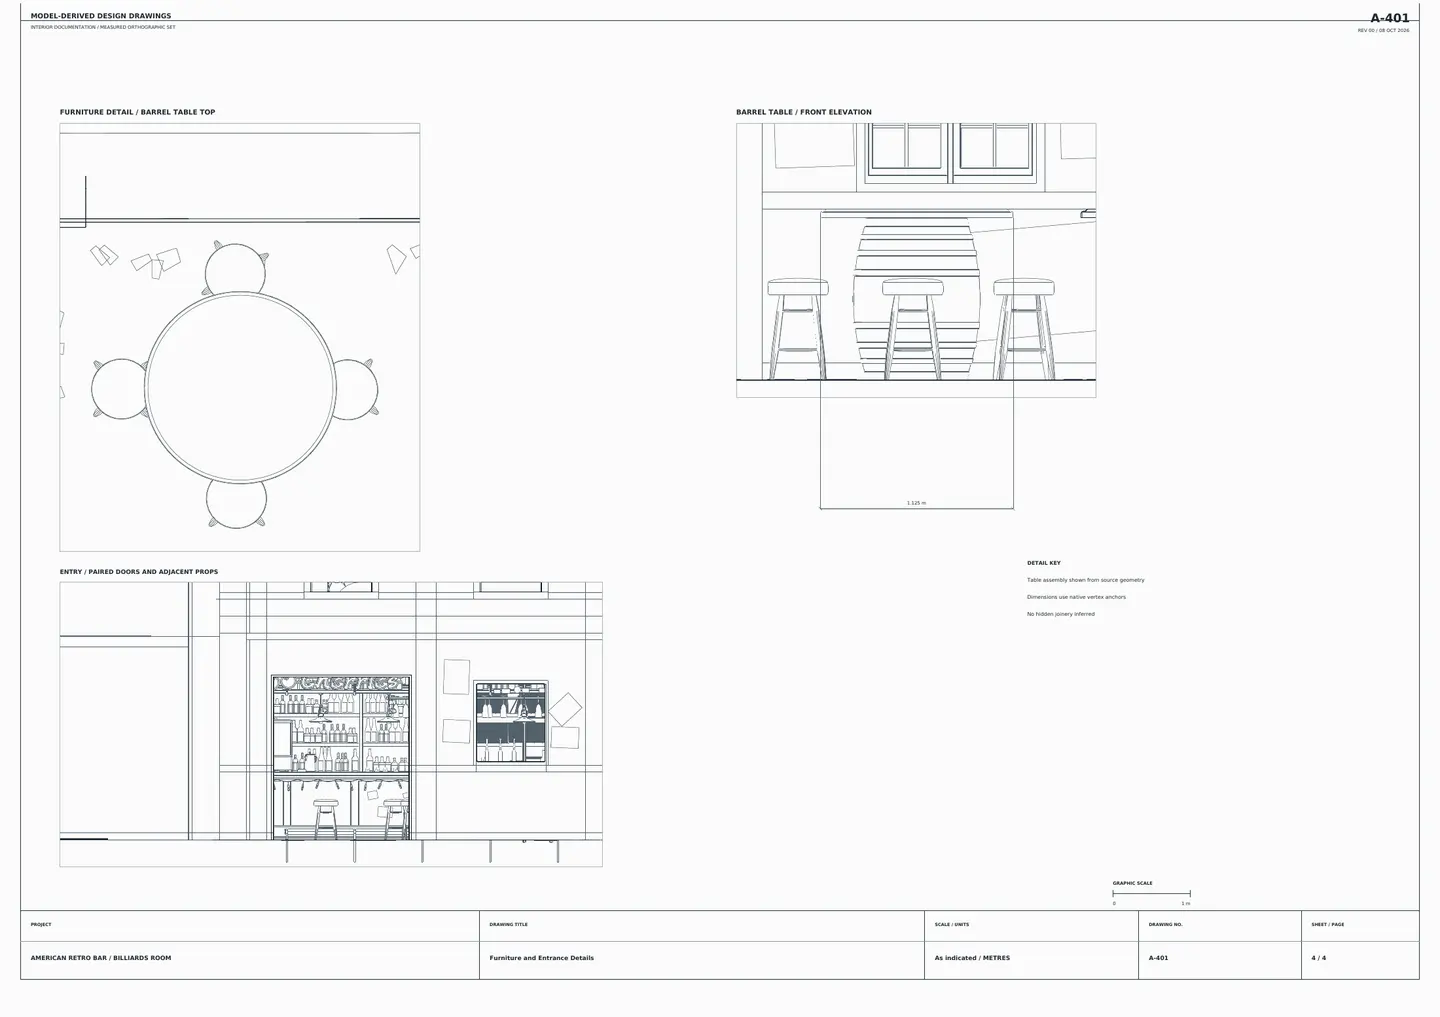 MODEL-DERIVED DESIGN DRAWINGS
INTERIOR DOCUMENTATION / MEASURED ORTHOGRAPHIC SET
A-401
REV 00 / 08 OCT 2026
FURNITURE DETAIL / BARREL TABLE TOP
BARREL TABLE / FRONT ELEVATION
1.125 m
ENTRY / PAIRED DOORS AND ADJACENT PROPS
DETAIL KEY
Table assembly shown from source geometry
Dimensions use native vertex anchors
No hidden joinery inferred
GRAPHIC SCALE
0 1 m
PROJECT
AMERICAN RETRO BAR / BILLIARDS ROOM
DRAWING TITLE
Furniture and Entrance Details
SCALE / UNITS
As indicated / METRES
DRAWING NO.
A-401
SHEET / PAGE
4 / 4